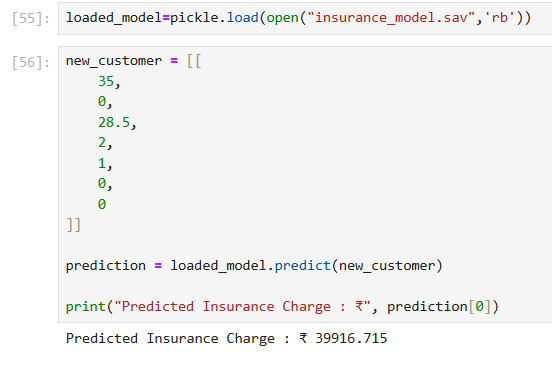 [55]: loaded_model=pickle.load(open("insurance_model.sav",'rb'))
[56]: new_customer = [[
    35,
    0,
    28.5,
    2,
    1,
    0,
    0
]]
prediction = loaded_model.predict(new_customer)
print("Predicted Insurance Charge : ₹", prediction[0])
Predicted Insurance Charge : ₹ 39916.715